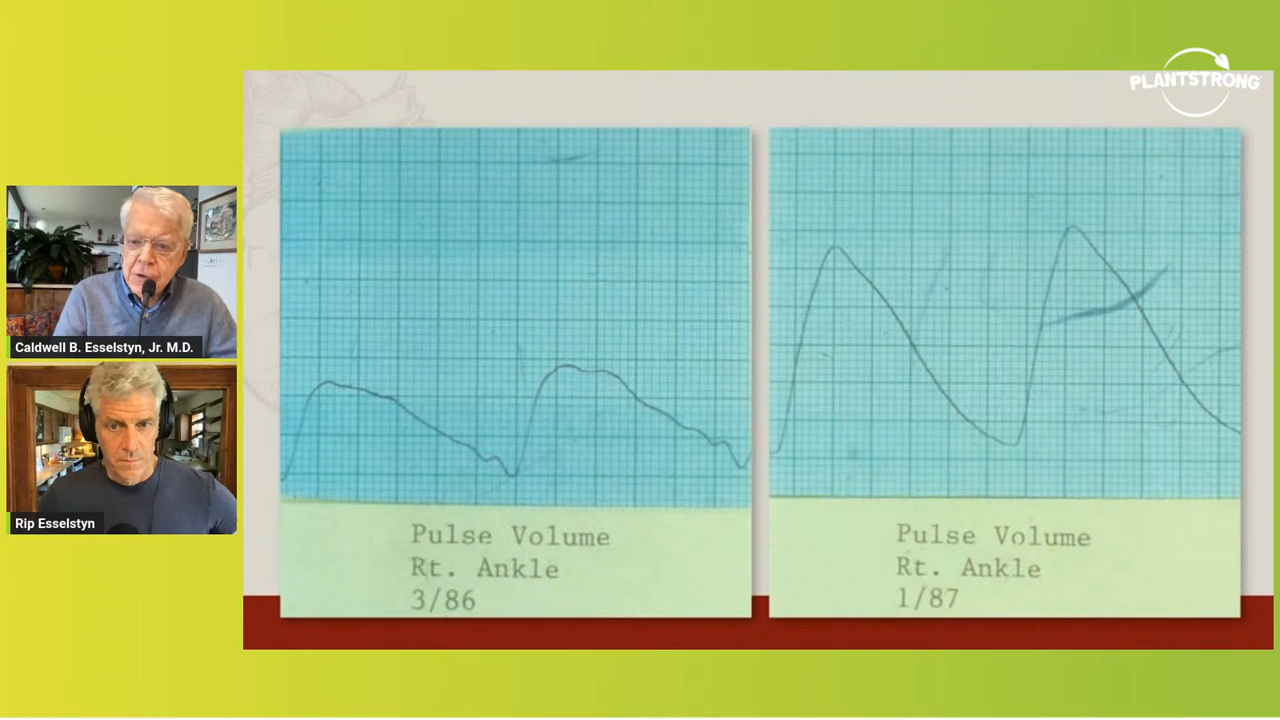 PLANTSTRONG
Caldwell B. Esselstyn, Jr. M.D.
Rip Esselstyn
Pulse Volume
Rt. Ankle
3/86
Pulse Volume
Rt. Ankle
1/87